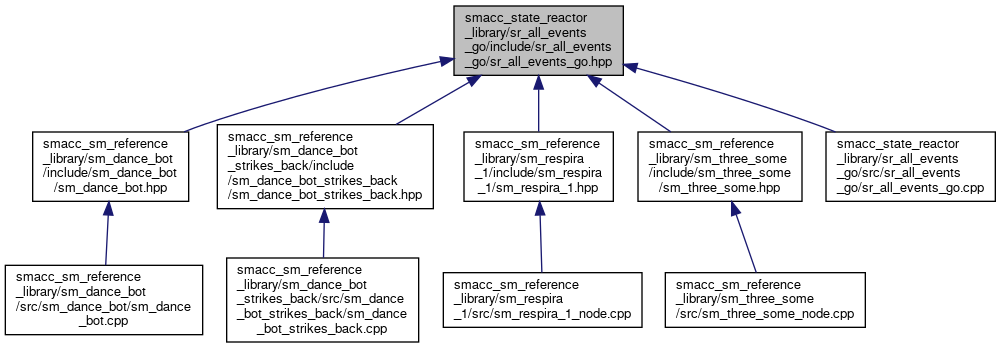 smacc_state_reactor
_library/sr_all_events
_go/include/sr_all_events
_go/sr_all_events_go.hpp
smacc_sm_reference
_library/sm_dance_bot
/include/sm_dance_bot
/sm_dance_bot.hpp
smacc_sm_reference
_library/sm_dance_bot
_strikes_back/include
/sm_dance_bot_strikes_back
/sm_dance_bot_strikes_back.hpp
smacc_sm_reference
_library/sm_respira
_1/include/sm_respira
_1/sm_respira_1.hpp
smacc_sm_reference
_library/sm_three_some
/include/sm_three_some
/sm_three_some.hpp
smacc_state_reactor
_library/sr_all_events
_go/src/sr_all_events
_go/sr_all_events_go.cpp
smacc_sm_reference
_library/sm_dance_bot
/src/sm_dance_bot/sm_dance
_bot.cpp
smacc_sm_reference
_library/sm_dance_bot
_strikes_back/src/sm_dance
_bot_strikes_back/sm_dance
_bot_strikes_back.cpp
smacc_sm_reference
_library/sm_respira
_1/src/sm_respira_1_node.cpp
smacc_sm_reference
_library/sm_three_some
/src/sm_three_some_node.cpp